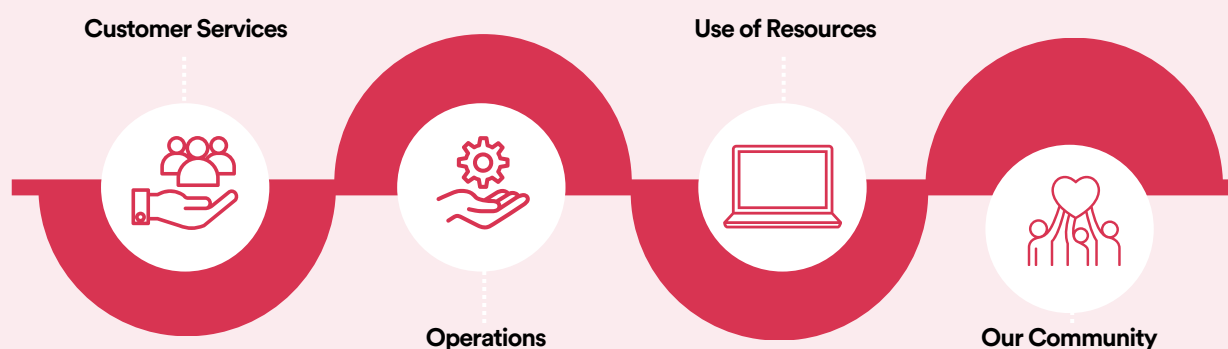 Customer Services
Operations
Use of Resources
Our Community